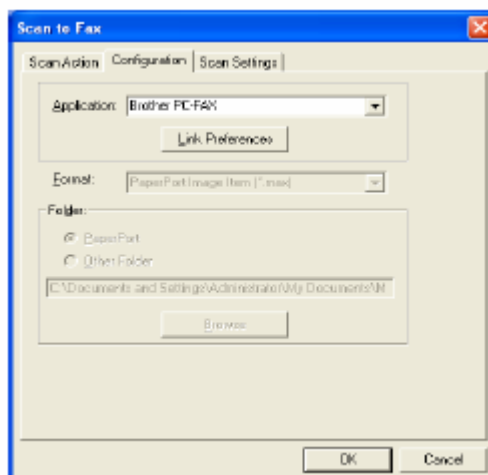 Scan to Fax
Scan Action Configuration Scan Settings
Application: Brother PC-FAX
Link Preferences
Format: PaperPort Image Item (*.max)
Folder:
PaperPort
Other Folder
C:\Documents and Settings\Administrator\My Documents\M
Browse
OK Cancel